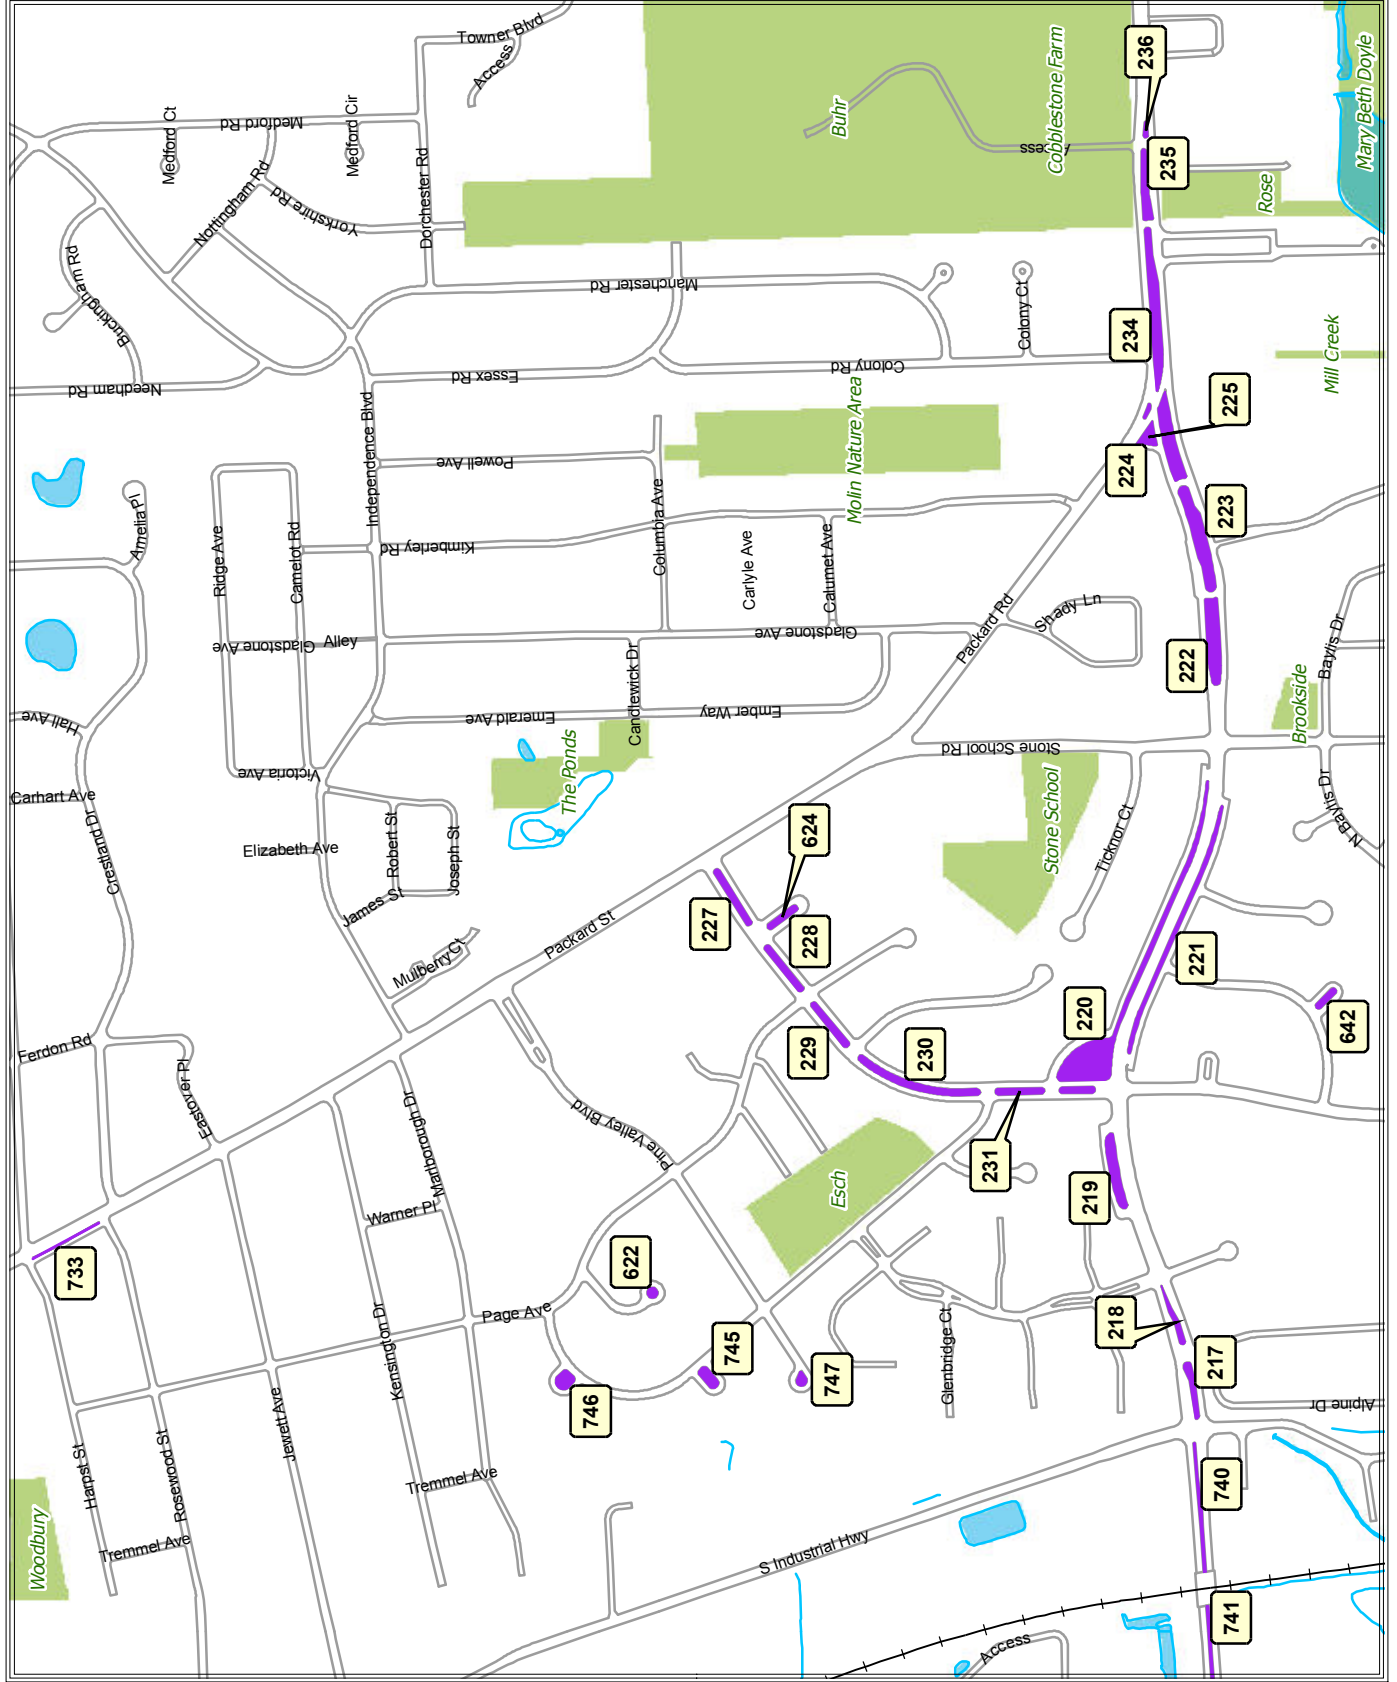 Towner Blvd
Access
Medford Ct
Medford Rd
Medford Cir
Nottingham Rd
Yorkshire Rd
Dorchester Rd
Buckingham Rd
Needham Rd
Buhr
Cobblestone Farm
Access
Mary Beth Doyle
Rose
236
235
Manchester Rd
Colony Ct
234
Mill Creek
Essex Rd
Colony Rd
Independence Blvd
Molin Nature Area
225
224
223
Powell Ave
Amelia Pl
Ridge Ave
Camelot Rd
Kimberley Rd
Columbia Ave
Carlyle Ave
Calumet Ave
Gladstone Ave
Alley
Gladstone Ave
Packard Rd
Shady Ln
222
Baylis Dr
Brookside
Hall Ave
Emerald Ave
Candlewick Dr
Ember Way
Stone School Rd
Victoria Ave
The Ponds
Carhart Ave
Crestland Dr
Elizabeth Ave
Robert St
Joseph St
James St
Mulberry Ct
Packard St
624
227
228
Stone School
Ticknor Ct
N Baylis Dr
221
220
642
229
230
Ferdon Rd
Eastover Pl
Marlborough Dr
Pine Valley Blvd
231
Esch
219
Warner Pl
733
622
Page Ave
Kensington Dr
745
746
747
Glenbridge Ct
218
217
Alpine Dr
Jewett Ave
Harpst St
Rosewood St
Tremmel Ave
Tremmel Ave
Woodbury
S Industrial Hwy
740
741
Access